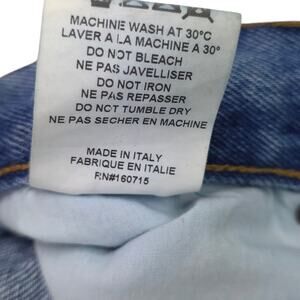 MACHINE WASH AT 30°C
LAVER A LA MACHINE A 30°
DO NOT BLEACH
NE PAS JAVELLISER
DO NOT IRON
NE PAS REPASSER
DO NOT TUMBLE DRY
NE PAS SECHER EN MACHINE
MADE IN ITALY
FABRIQUE EN ITALIE
RN#160715